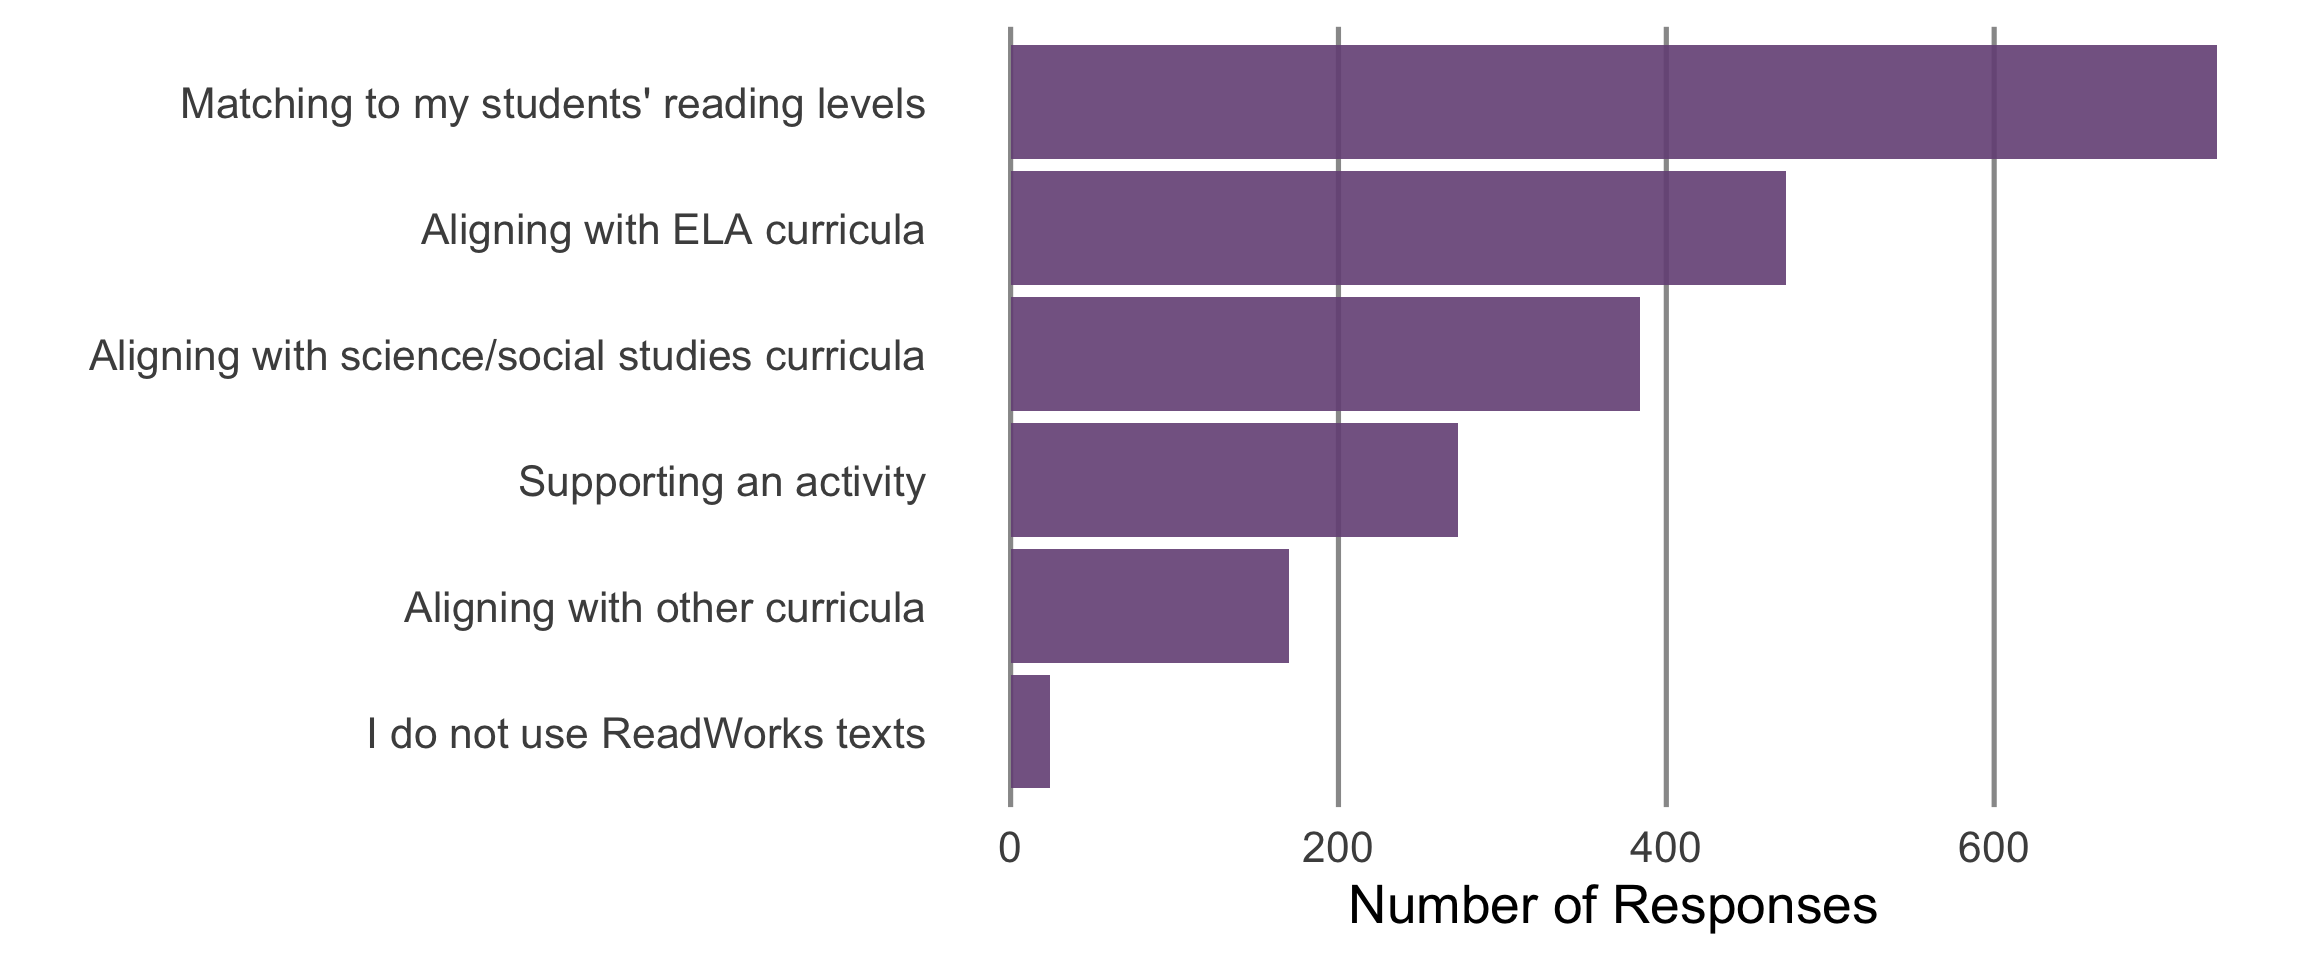 Matching to my students' reading levels
Aligning with ELA curricula
Aligning with science/social studies curricula
Supporting an activity
Aligning with other curricula
I do not use ReadWorks texts
0 200 400 600
Number of Responses